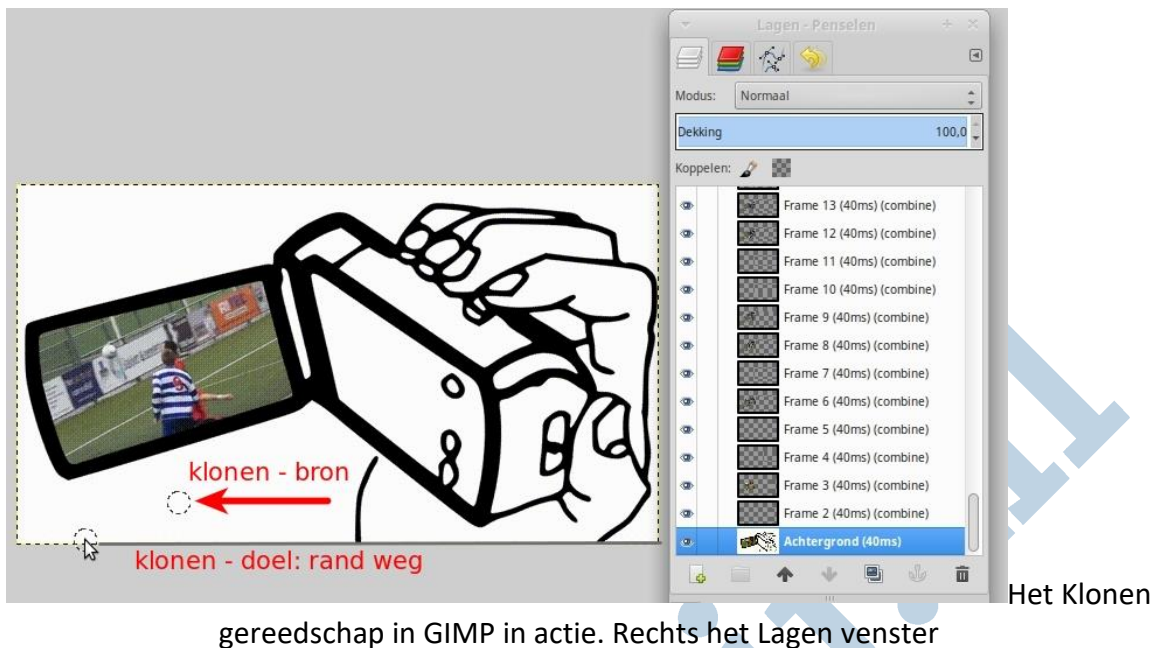 Lagen - Penselen
Modus: Normaal
Dekking 100,0
Koppelen:
Frame 13 (40ms) (combine)
Frame 12 (40ms) (combine)
Frame 11 (40ms) (combine)
Frame 10 (40ms) (combine)
Frame 9 (40ms) (combine)
Frame 8 (40ms) (combine)
Frame 7 (40ms) (combine)
Frame 6 (40ms) (combine)
Frame 5 (40ms) (combine)
Frame 4 (40ms) (combine)
Frame 3 (40ms) (combine)
Frame 2 (40ms) (combine)
Achtergrond (40ms)
klonen - bron
klonen - doel: rand weg
Het Klonen
gereedschap in GIMP in actie. Rechts het Lagen venster